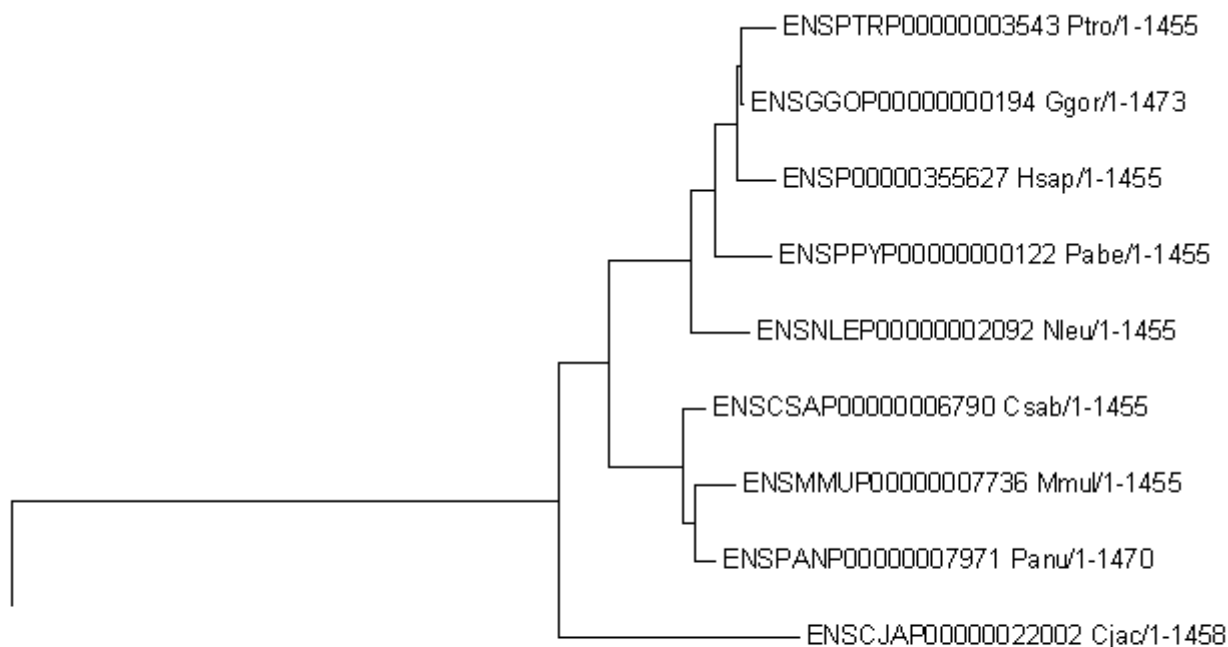 ENSPTRP00000003543 Ptro/1-1455
ENSGGOP00000000194 Ggor/1-1473
ENSP00000355627 Hsap/1-1455
ENSPPYP00000000122 Pabe/1-1455
ENSNLEP00000002092 Nleu/1-1455
ENSCSAP00000006790 Csab/1-1455
ENSMMUP00000007736 Mmul/1-1455
ENSPANP00000007971 Panu/1-1470
ENSCJAP00000022002 Cjac/1-1458